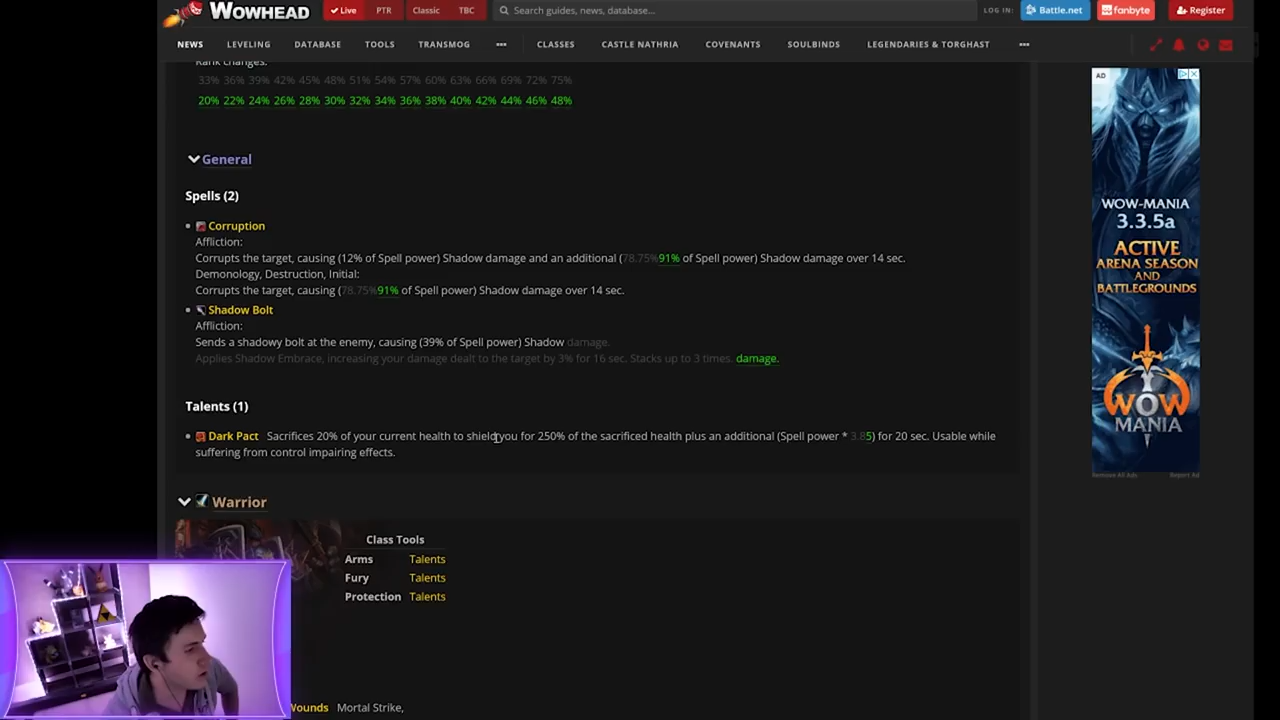 WOWHEAD
Live PTR Classic TBC
Search guides, news, database...
LOG IN: Battle.net fanbyte Register
NEWS LEVELING DATABASE TOOLS TRANSMOG ••• CLASSES CASTLE NATHRIA COVENANTS SOULBINDS LEGENDARIES & TORGHAST •••
Rank changes:
33% 36% 39% 42% 45% 48% 51% 54% 57% 60% 63% 66% 69% 72% 75%
20% 22% 24% 26% 28% 30% 32% 34% 36% 38% 40% 42% 44% 46% 48%
General
Spells (2)
Corruption
Affliction:
Corrupts the target, causing (12% of Spell power) Shadow damage and an additional (78.75%91% of Spell power) Shadow damage over 14 sec.
Demonology, Destruction, Initial:
Corrupts the target, causing (78.75%91% of Spell power) Shadow damage over 14 sec.
Shadow Bolt
Affliction:
Sends a shadowy bolt at the enemy, causing (39% of Spell power) Shadow damage.
Applies Shadow Embrace, increasing your damage dealt to the target by 3% for 16 sec. Stacks up to 3 times. damage.
Talents (1)
Dark Pact Sacrifices 20% of your current health to shield you for 250% of the sacrificed health plus an additional (Spell power * 3.85) for 20 sec. Usable while
suffering from control impairing effects.
Warrior
Class Tools
Arms Talents
Fury Talents
Protection Talents
Wounds Mortal Strike,
AD
WOW-MANIA
3.3.5a
ACTIVE
ARENA SEASON
AND
BATTLEGROUNDS
WOW
MANIA
Remove All Ads Report Ad